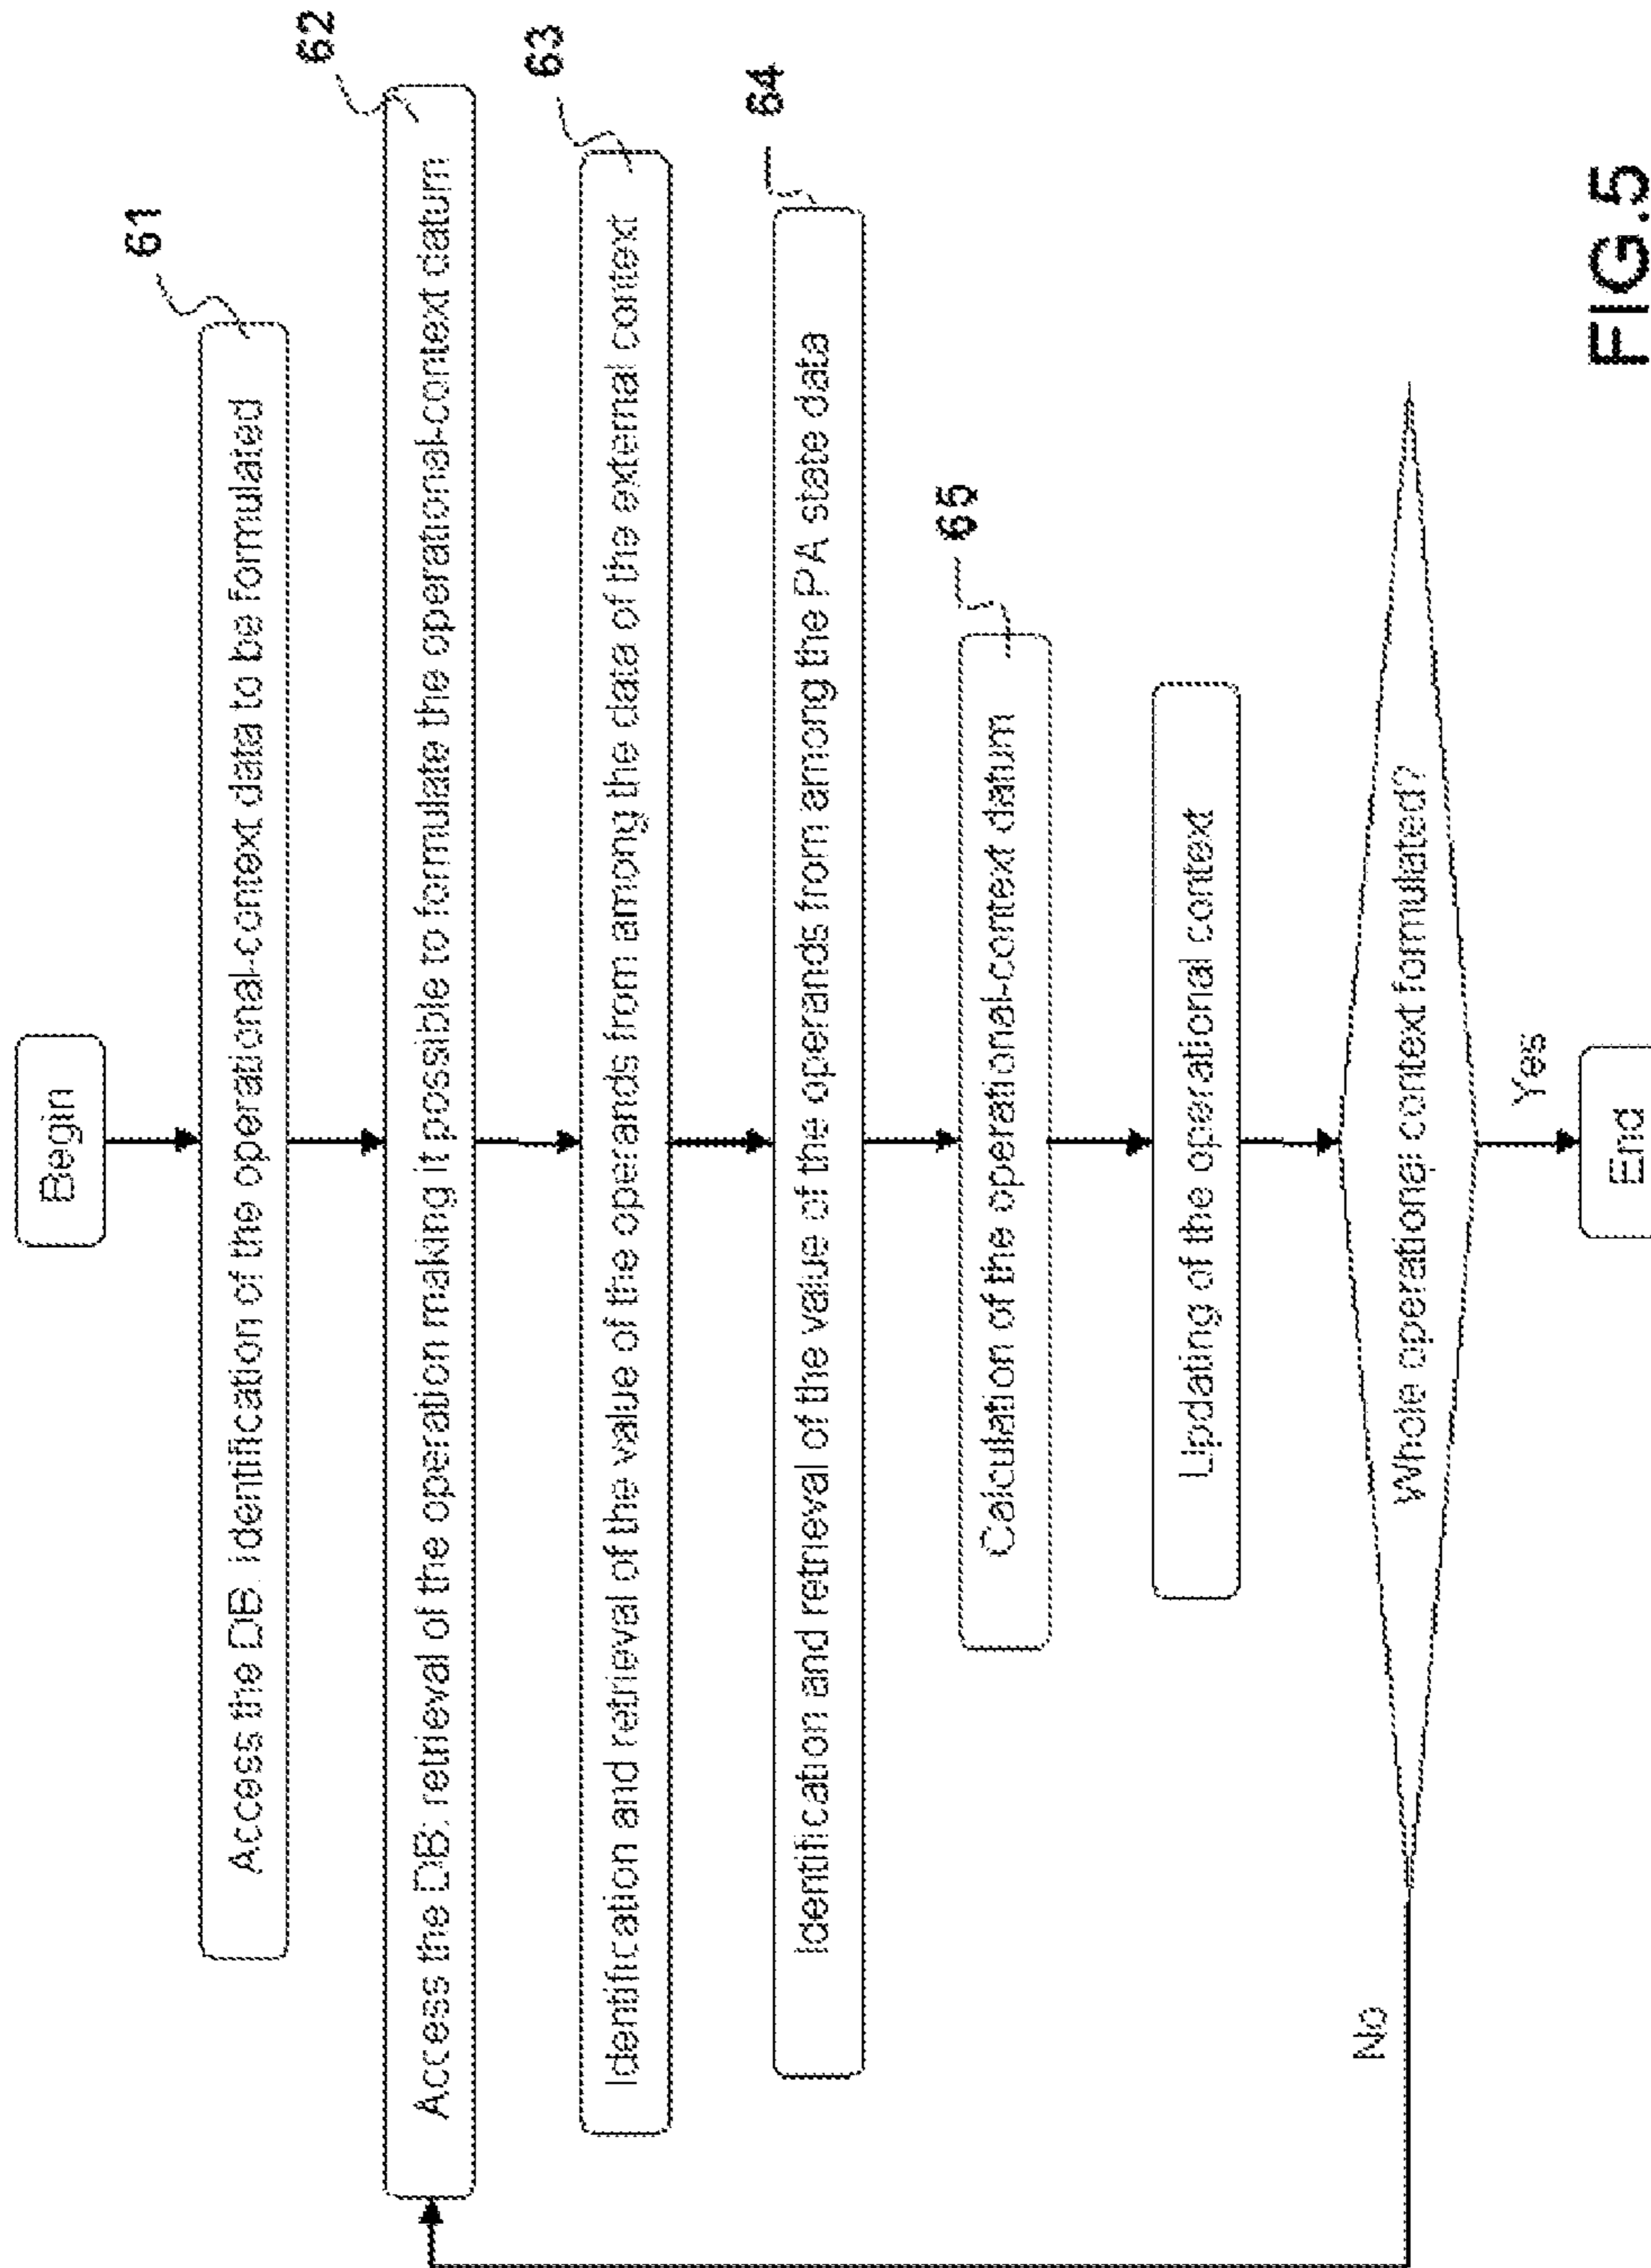 Begin
61
Access the DB: identification of the operational-context data to be formulated
62
Access the DB: retrieval of the operation making it possible to formulate the operational-context datum
63
Identification and retrieval of the value of the operands from among the data of the external context
64
Identification and retrieval of the value of the operands from among the PA state data
65
Calculation of the operational-context datum
Updating of the operational context
Whole operational context formulated?
No
Yes
End
FIG.5